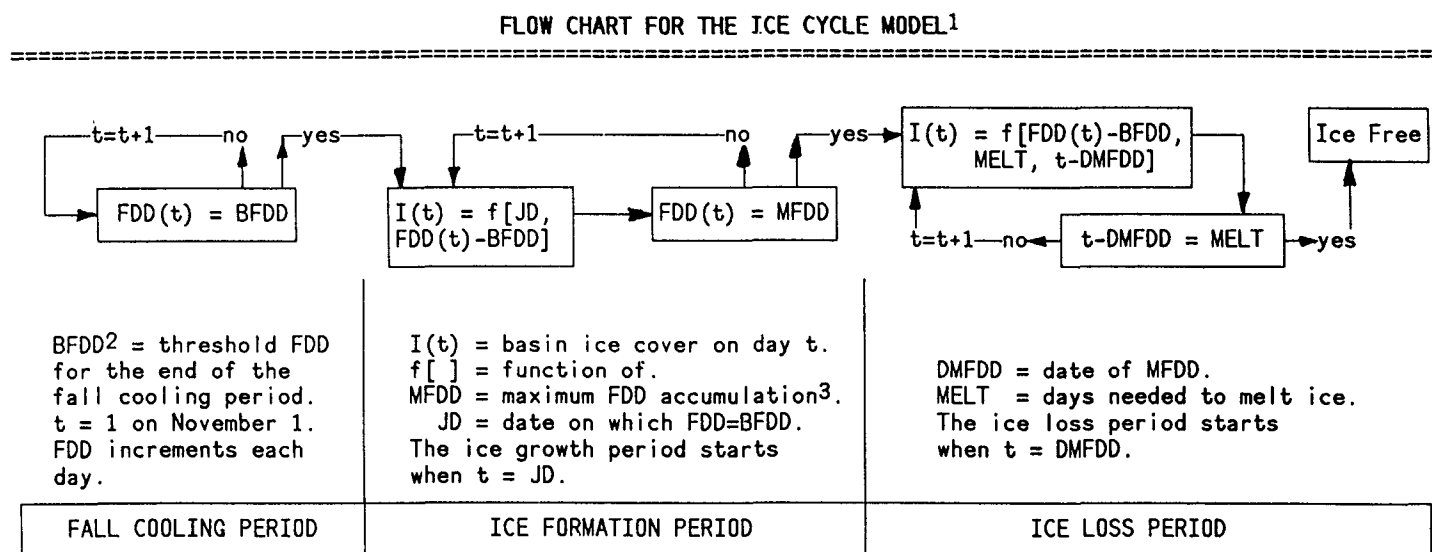 FLOW CHART FOR THE ICE CYCLE MODEL1
t=t+1 no yes
FDD(t) = BFDD
t=t+1 no yes
I(t) = f[JD,
FDD(t)-BFDD]
FDD(t) = MFDD
I(t) = f[FDD(t)-BFDD,
MELT, t-DMFDD]
Ice Free
t=t+1 no
t-DMFDD = MELT
yes
BFDD2 = threshold FDD
for the end of the
fall cooling period.
t = 1 on November 1.
FDD increments each
day.
I(t) = basin ice cover on day t.
f[ ] = function of.
MFDD = maximum FDD accumulation3.
JD = date on which FDD=BFDD.
The ice growth period starts
when t = JD.
DMFDD = date of MFDD.
MELT = days needed to melt ice.
The ice loss period starts
when t = DMFDD.
FALL COOLING PERIOD
ICE FORMATION PERIOD
ICE LOSS PERIOD